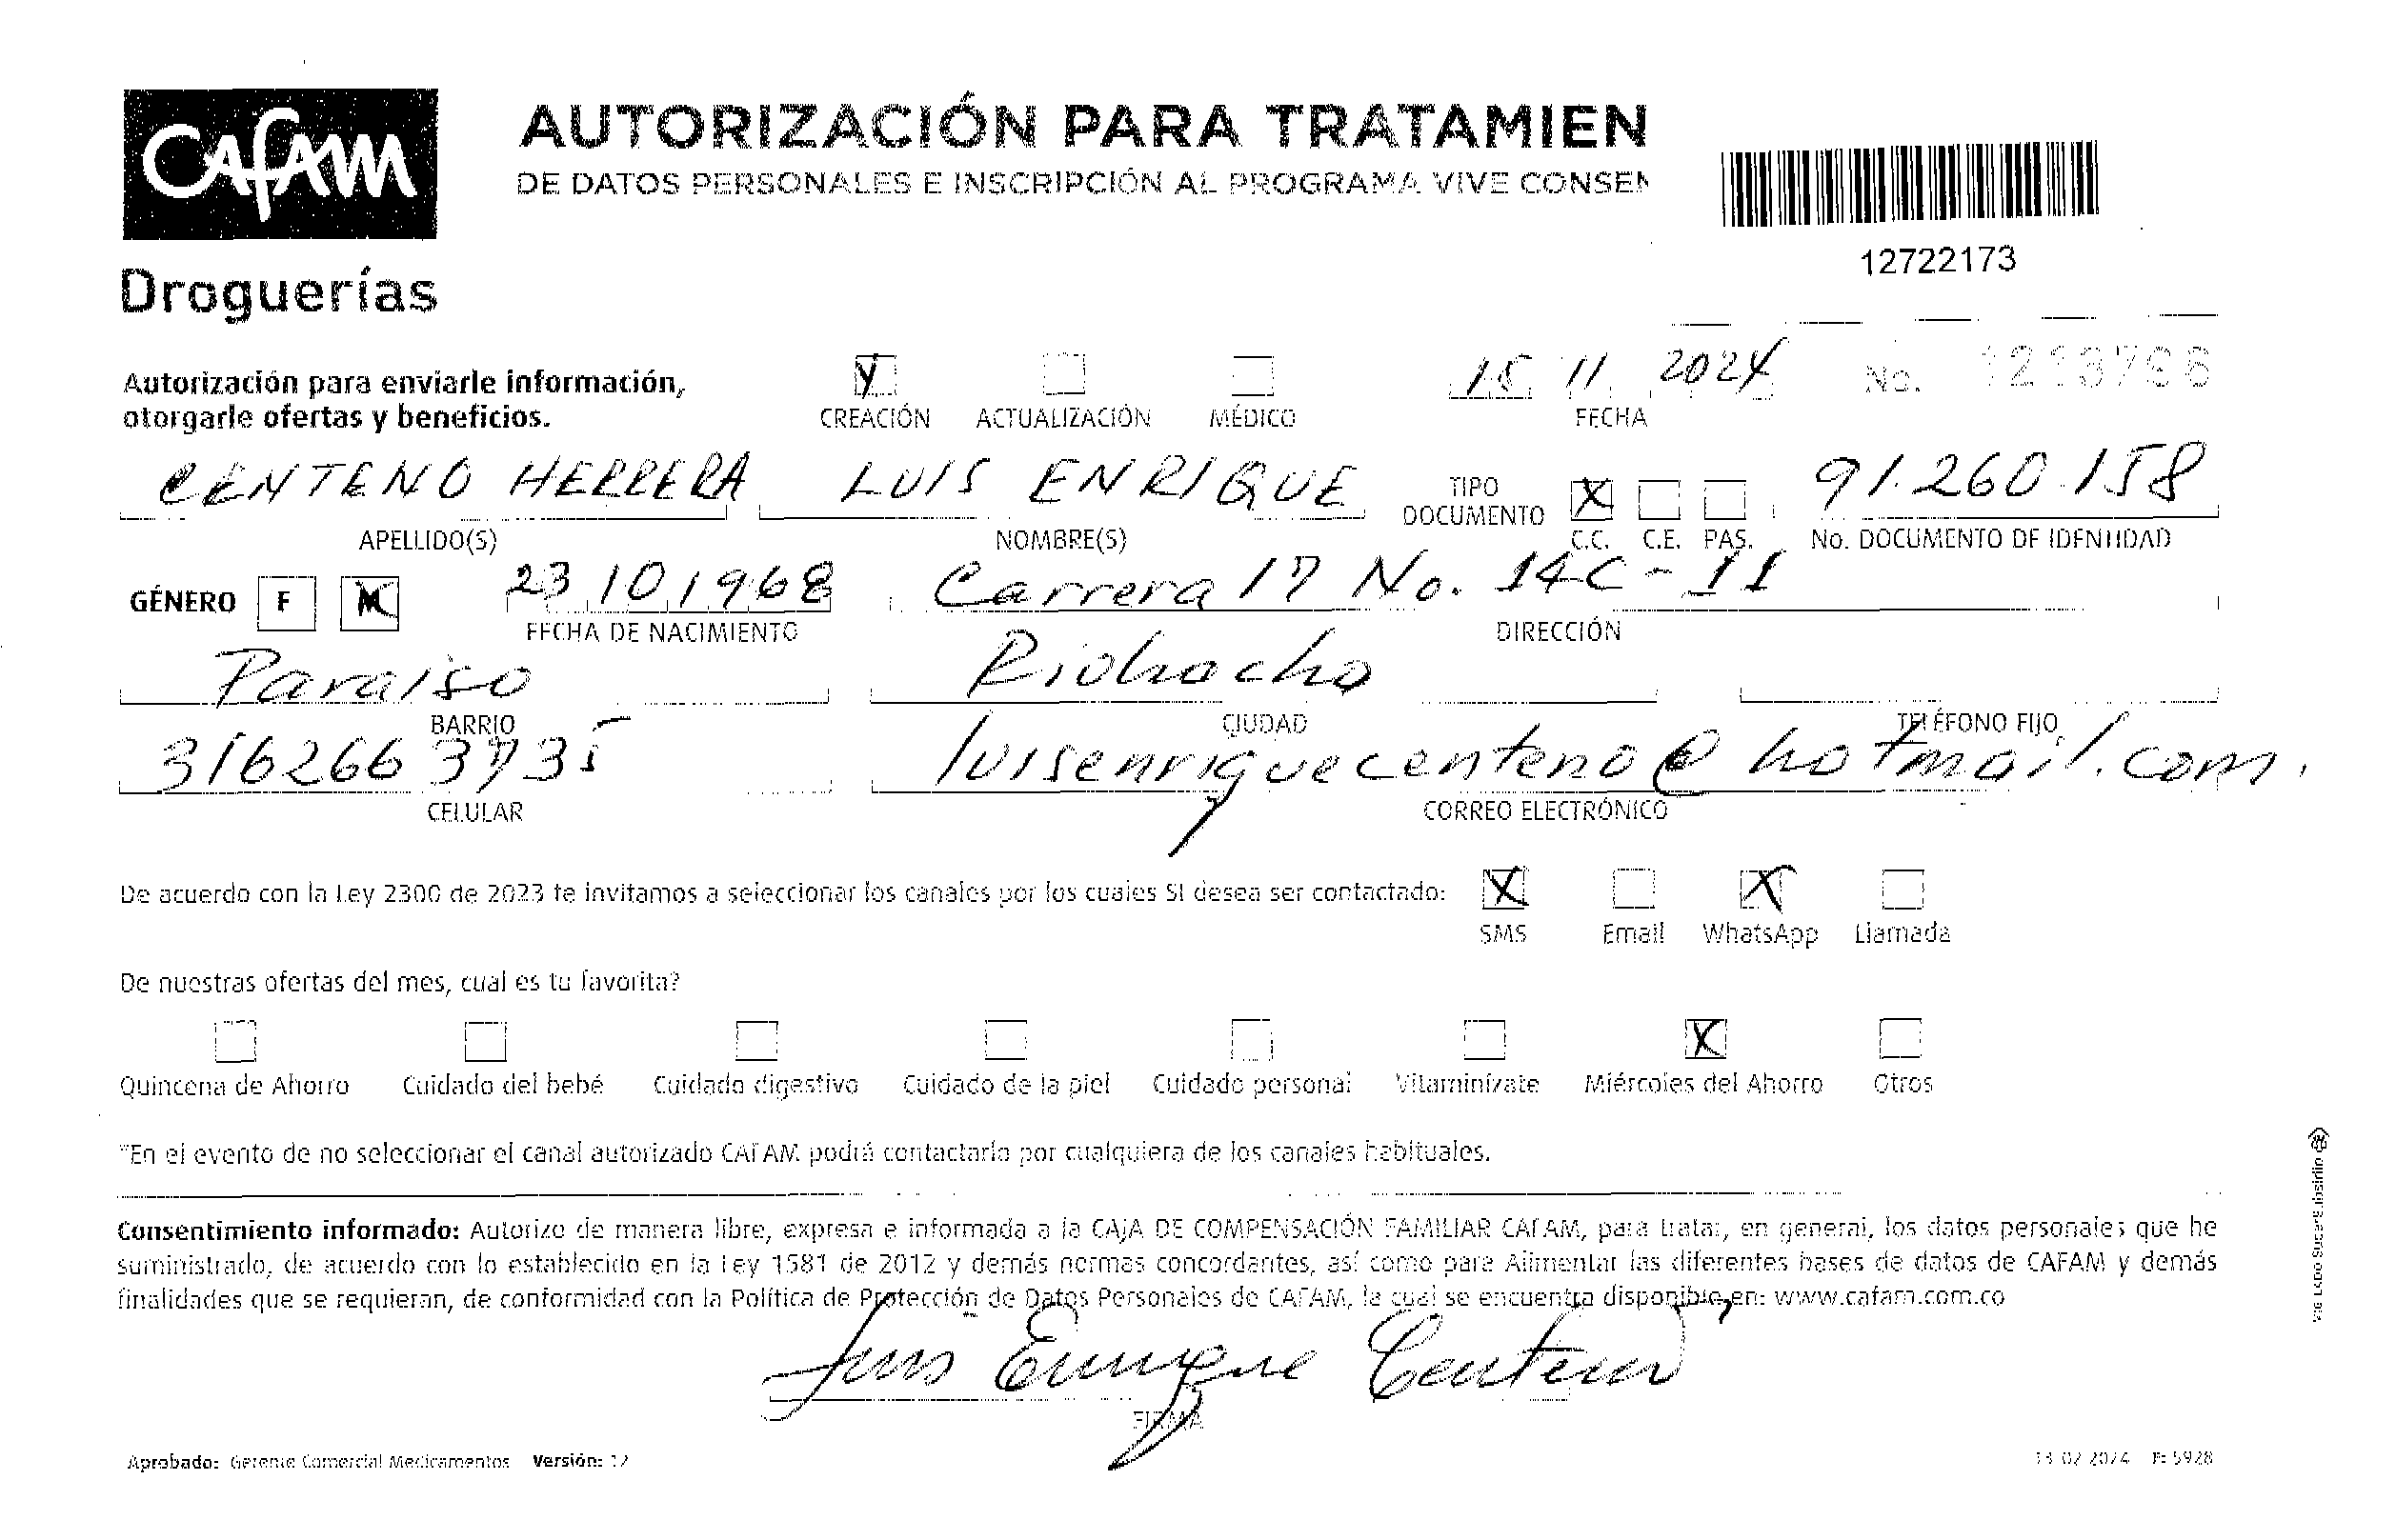 CAFAM
Droguerías
AUTORIZACIÓN PARA TRATAMIEN
DE DATOS PERSONALES E INSCRIPCIÓN AL PROGRAMA VIVE CONSEN
12722173
Autorización para enviarle información,
otorgarle ofertas y beneficios.
CREACIÓN ACTUALIZACIÓN MÉDICO
15 11 2024
FECHA
No.
CENTENO HERRERA LUIS ENRIQUE TIPO DOCUMENTO X 91.260.158
APELLIDO(S) NOMBRE(S) C.C. C.E. PAS. No. DOCUMENTO DE IDENTIDAD
GÉNERO F M 23 10 1968 Carrera 17 No. 14C-11
FECHA DE NACIMIENTO DIRECCIÓN
Paraiso Riohacha
BARRIO CIUDAD TELÉFONO FIJO
3162663735 luisenriquecenteno@hotmail.com.
CELULAR CORREO ELECTRÓNICO
De acuerdo con la Ley 2300 de 2023 te invitamos a seleccionar los canales por los cuales SI desea ser contactado: X X
SMS Email WhatsApp Llamada
De nuestras ofertas del mes, cual es tu favorita?
X
Quincena de Ahorro Cuidado del bebé Cuidado digestivo Cuidado de la piel Cuidado personal Vitaminízate Miércoles del Ahorro Otros
*En el evento de no seleccionar el canal autorizado CAFAM podrá contactarlo por cualquiera de los canales habituales.
Consentimiento informado: Autorizo de manera libre, expresa e informada a la CAJA DE COMPENSACIÓN FAMILIAR CAFAM, para tratar, en general, los datos personales que he
suministrado, de acuerdo con lo establecido en la Ley 1581 de 2012 y demás normas concordantes, así como para Alimentar las diferentes bases de datos de CAFAM y demás
finalidades que se requieran, de conformidad con la Política de Protección de Datos Personales de CAFAM, la cual se encuentra disponible en: www.cafam.com.co
Luis Enrique Centeno
FIRMA
Aprobado: Gerente Comercial Medicamentos Versión: 12
13 02 2024 F: 5928